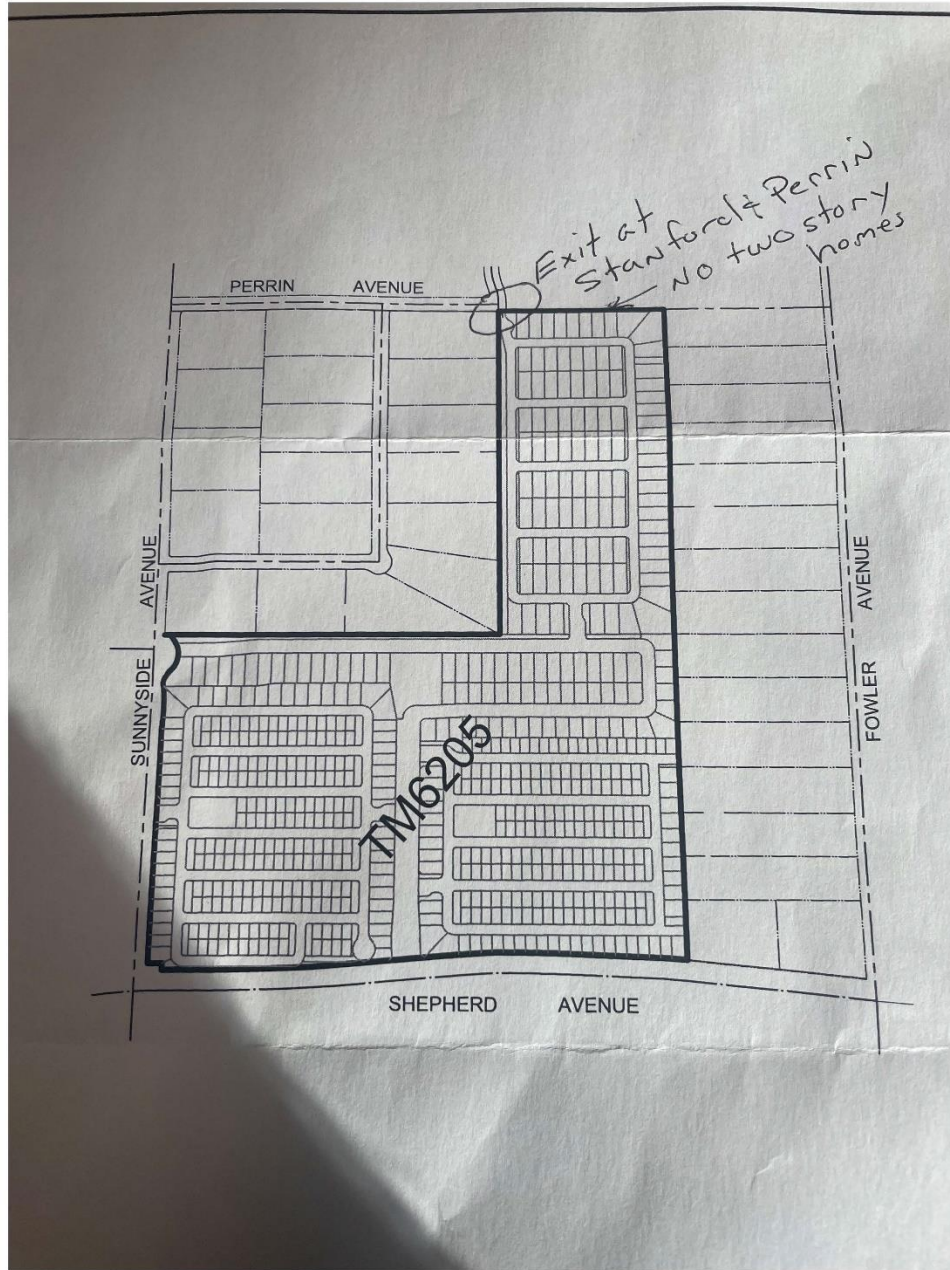 Exit at
Stanford & Perrin
No two story
homes
PERRIN AVENUE
SUNNYSIDE AVENUE
FOWLER AVENUE
TM6205
SHEPHERD AVENUE